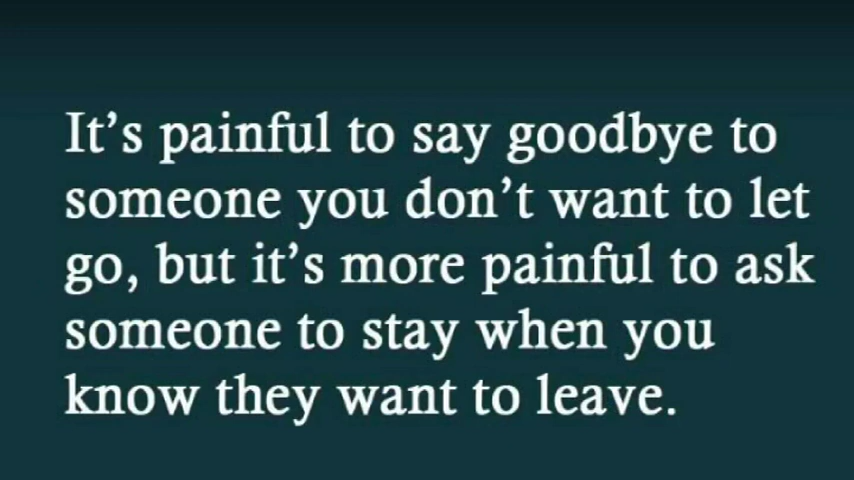 It’s painful to say goodbye to
someone you don’t want to let
go, but it’s more painful to ask
someone to stay when you
know they want to leave.